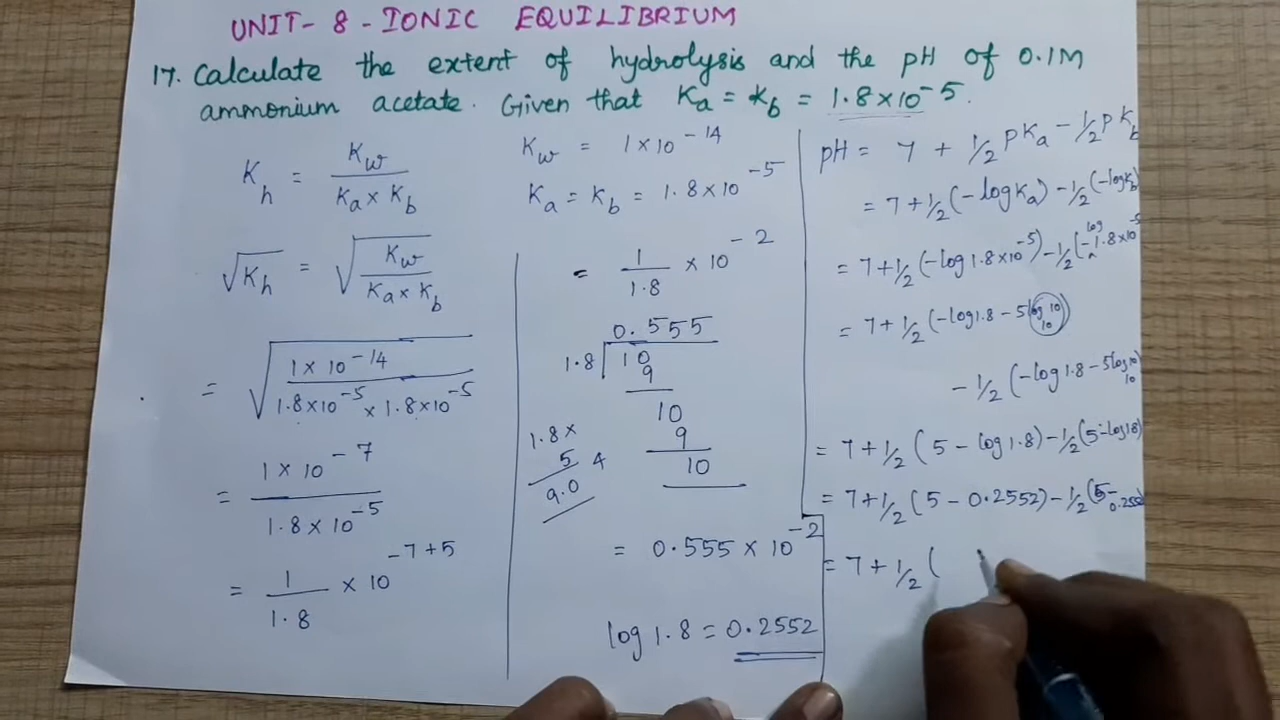 UNIT- 8 - IONIC EQUILIBRIUM
17. Calculate the extent of hydrolysis and the pH of 0.1M
ammonium acetate. Given that Ka = Kb = 1.8×10^-5.
Kh = Kw / Ka × Kb
√Kh = √(Kw / Ka × Kb)
= √(1 × 10^-14 / 1.8×10^-5 × 1.8×10^-5)
= 1 × 10^-7 / 1.8 × 10^-5
= 1/1.8 × 10^-7+5
Kw = 1×10^-14
Ka = Kb = 1.8×10^-5
= 1/1.8 × 10^-2
0.555
1.8 10
9
10
9
10
1.8 ×
5 4
9.0
= 0.555 × 10^-2
log 1.8 = 0.2552
pH = 7 + 1/2 pKa - 1/2 pKb
= 7 + 1/2 (-log Ka) - 1/2 (-log Kb)
= 7 + 1/2 (-log 1.8×10^-5) - 1/2 (-log 1.8×10^-5
= 7 + 1/2 (-log 1.8 - 5 log10 10)
- 1/2 (-log 1.8 - 5 log10 10
= 7 + 1/2 (5 - log 1.8) - 1/2 (5 - log 1.8)
= 7 + 1/2 (5 - 0.2552) - 1/2 (5 - 0.255
= 7 + 1/2 (